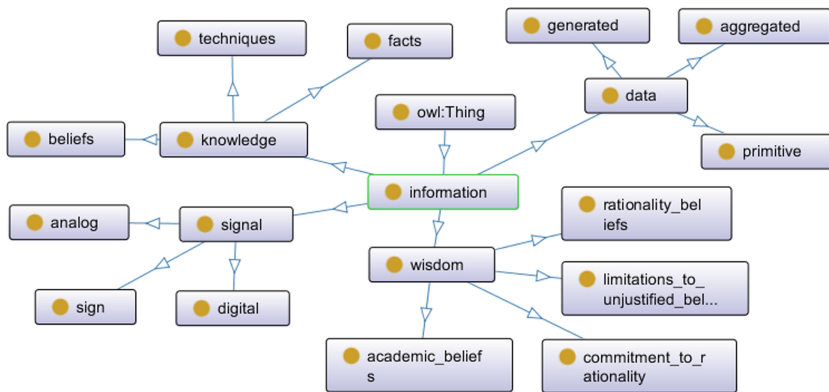 techniques
facts
generated
aggregated
data
owl:Thing
beliefs
knowledge
primitive
information
analog
signal
rationality_bel
iefs
wisdom
limitations_to_
unjustified_bel...
sign
digital
academic_belief
s
commitment_to_r
ationality